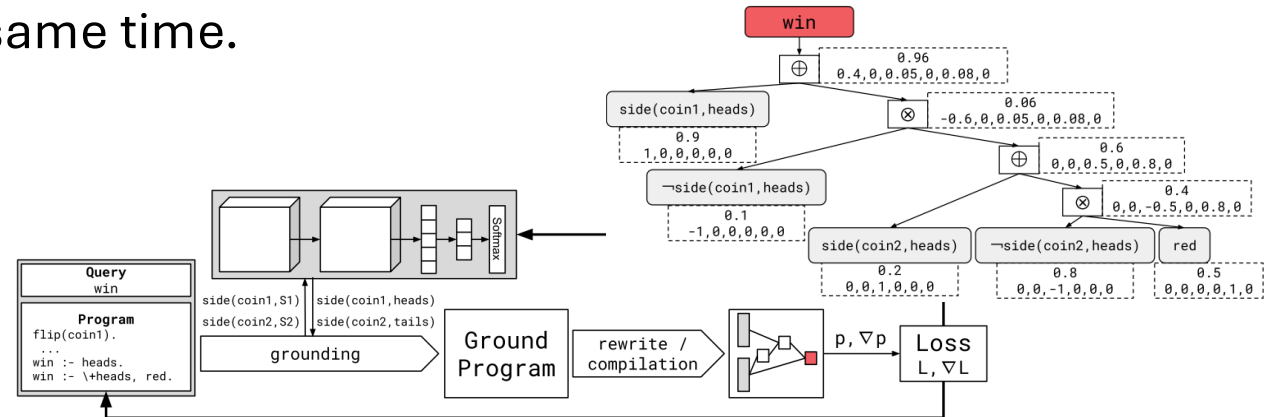 same time.
win
⊕
0.96
0.4,0,0.05,0,0.08,0
side(coin1,heads)
0.9
1,0,0,0,0,0
⊗
0.06
-0.6,0,0.05,0,0.08,0
¬side(coin1,heads)
0.1
-1,0,0,0,0,0
⊕
0.6
0,0,0.5,0,0.8,0
⊗
0.4
0,0,-0.5,0,0.8,0
side(coin2,heads)
0.2
0,0,1,0,0,0
¬side(coin2,heads)
0.8
0,0,-1,0,0,0
red
0.5
0,0,0,0,1,0
Softmax
Query
win
Program
flip(coin1).
...
win :- heads.
win :- \+heads, red.
side(coin1,S1)
side(coin2,S2)
side(coin1,heads)
side(coin2,tails)
grounding
Ground
Program
rewrite /
compilation
p, ∇p
Loss
L, ∇L